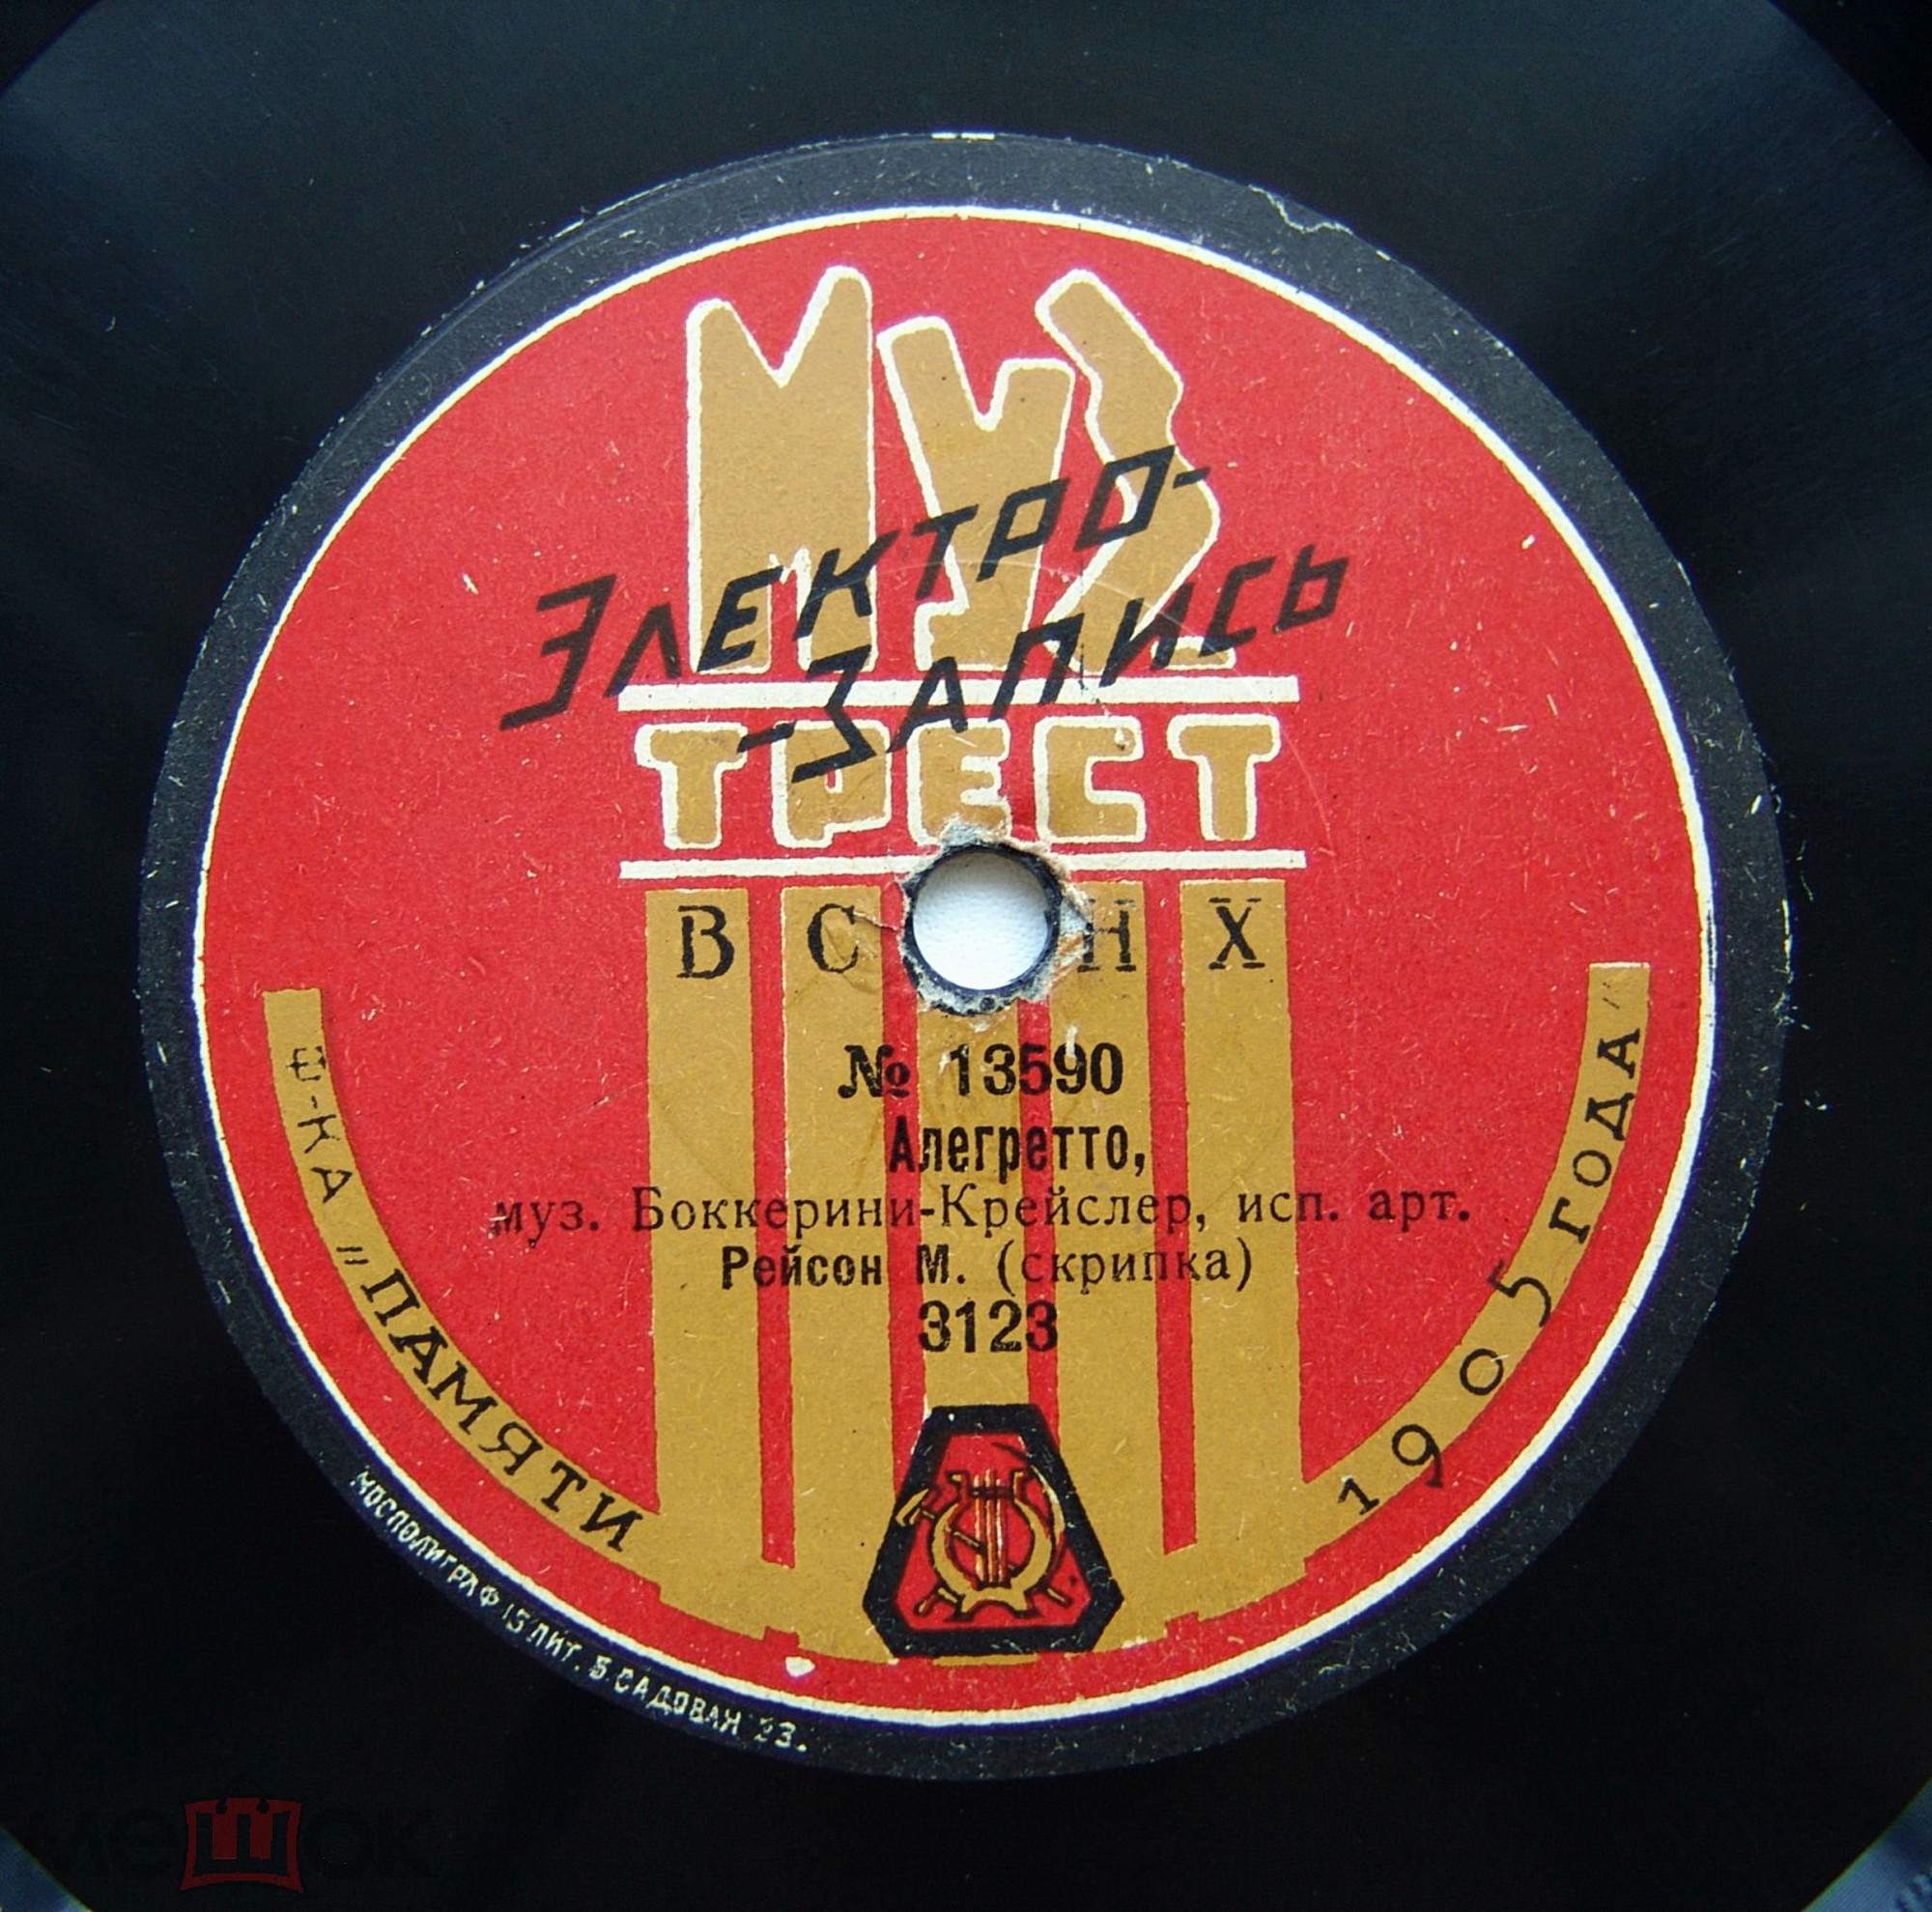 МУЗ
ЭЛЕКТРО-
-ЗАПИСЬ
ТРЕСТ
В С Н Х
№ 13590
Алегретто,
муз. Боккерини-Крейслер, исп. арт.
Рейсон М. (скрипка)
3123
Ф-КА „ПАМЯТИ 1905 ГОДА"
МОСПОЛИГРАФ 15 ЛИТ. Б. САДОВАЯ 23.
мешок